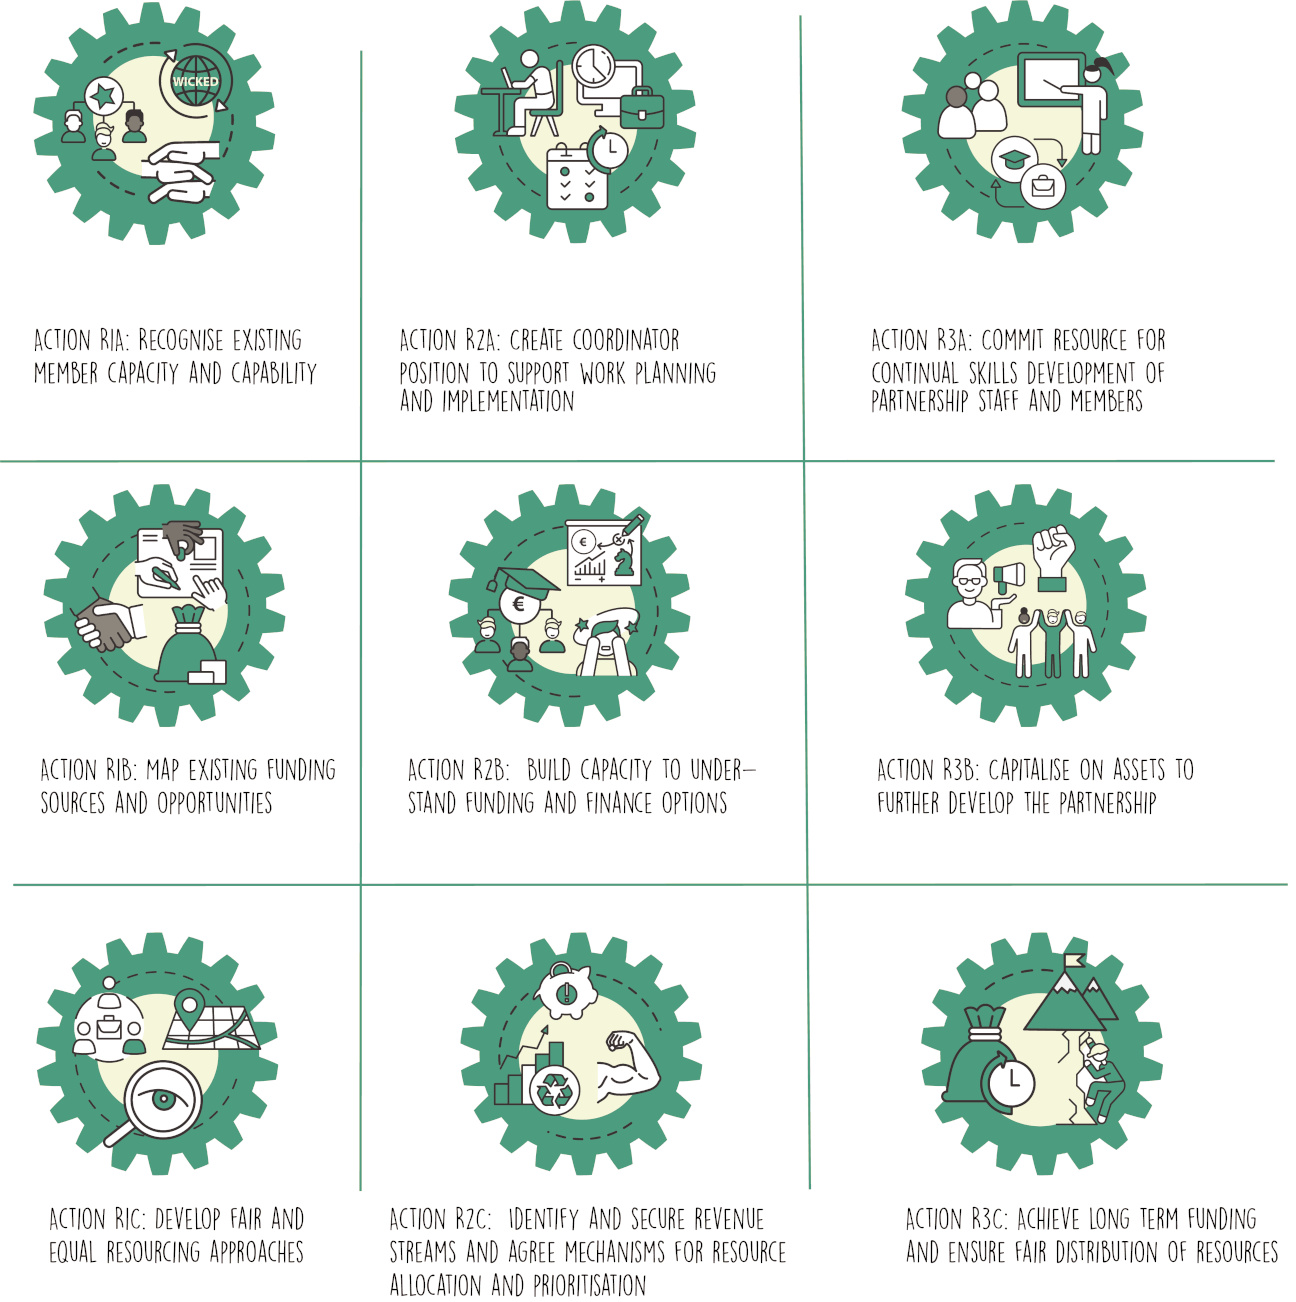 WICKED
ACTION R1A: RECOGNISE EXISTING
MEMBER CAPACITY AND CAPABILITY
ACTION R2A: CREATE COORDINATOR
POSITION TO SUPPORT WORK PLANNING
AND IMPLEMENTATION
ACTION R3A: COMMIT RESOURCE FOR
CONTINUAL SKILLS DEVELOPMENT OF
PARTNERSHIP STAFF AND MEMBERS
€
€
ACTION R1B: MAP EXISTING FUNDING
SOURCES AND OPPORTUNITIES
ACTION R2B: BUILD CAPACITY TO UNDER-
STAND FUNDING AND FINANCE OPTIONS
ACTION R3B: CAPITALISE ON ASSETS TO
FURTHER DEVELOP THE PARTNERSHIP
!
ACTION R1C: DEVELOP FAIR AND
EQUAL RESOURCING APPROACHES
ACTION R2C: IDENTIFY AND SECURE REVENUE
STREAMS AND AGREE MECHANISMS FOR RESOURCE
ALLOCATION AND PRIORITISATION
ACTION R3C: ACHIEVE LONG TERM FUNDING
AND ENSURE FAIR DISTRIBUTION OF RESOURCES